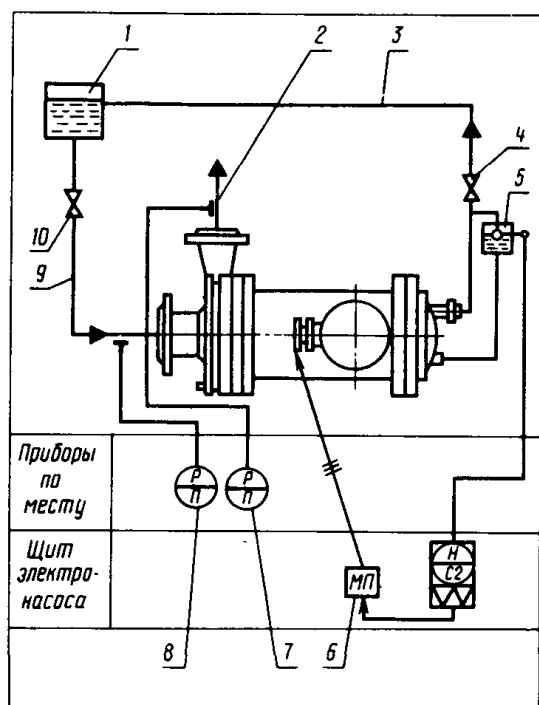 1
2
3
4
5
10
9
Приборы
по
месту
Р
П
Р
П
Щит
электро-
насоса
МП
Н
С2
8
7
6